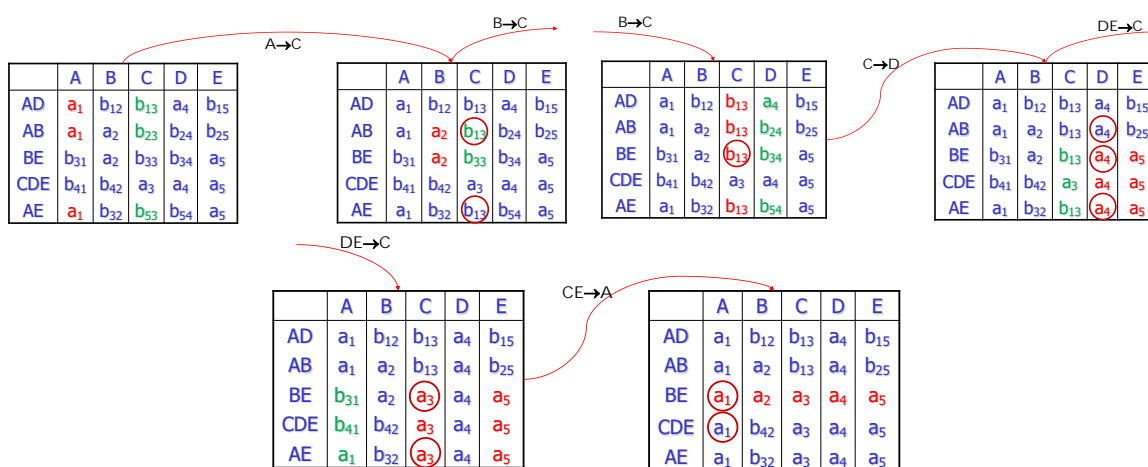 A→C
B→C
A B C D E
AD a₁ b₁₂ b₁₃ a₄ b₁₅
AB a₁ a₂ b₂₃ b₂₄ b₂₅
BE b₃₁ a₂ b₃₃ b₃₄ a₅
CDE b₄₁ b₄₂ a₃ a₄ a₅
AE a₁ b₃₂ b₅₃ b₅₄ a₅
A B C D E
AD a₁ b₁₂ b₁₃ a₄ b₁₅
AB a₁ a₂ b₁₃ b₂₄ b₂₅
BE b₃₁ a₂ b₃₃ b₃₄ a₅
CDE b₄₁ b₄₂ a₃ a₄ a₅
AE a₁ b₃₂ b₁₃ b₅₄ a₅
B→C
C→D
A B C D E
AD a₁ b₁₂ b₁₃ a₄ b₁₅
AB a₁ a₂ b₁₃ b₂₄ b₂₅
BE b₃₁ a₂ b₁₃ b₃₄ a₅
CDE b₄₁ b₄₂ a₃ a₄ a₅
AE a₁ b₃₂ b₁₃ b₅₄ a₅
DE→C
A B C D E
AD a₁ b₁₂ b₁₃ a₄ b₁₅
AB a₁ a₂ b₁₃ a₄ b₂₅
BE b₃₁ a₂ b₁₃ a₄ a₅
CDE b₄₁ b₄₂ a₃ a₄ a₅
AE a₁ b₃₂ b₁₃ a₄ a₅
DE→C
CE→A
A B C D E
AD a₁ b₁₂ b₁₃ a₄ b₁₅
AB a₁ a₂ b₁₃ a₄ b₂₅
BE b₃₁ a₂ a₃ a₄ a₅
CDE b₄₁ b₄₂ a₃ a₄ a₅
AE a₁ b₃₂ a₃ a₄ a₅
A B C D E
AD a₁ b₁₂ b₁₃ a₄ b₁₅
AB a₁ a₂ b₁₃ a₄ b₂₅
BE a₁ a₂ a₃ a₄ a₅
CDE a₁ b₄₂ a₃ a₄ a₅
AE a₁ b₃₂ a₃ a₄ a₅